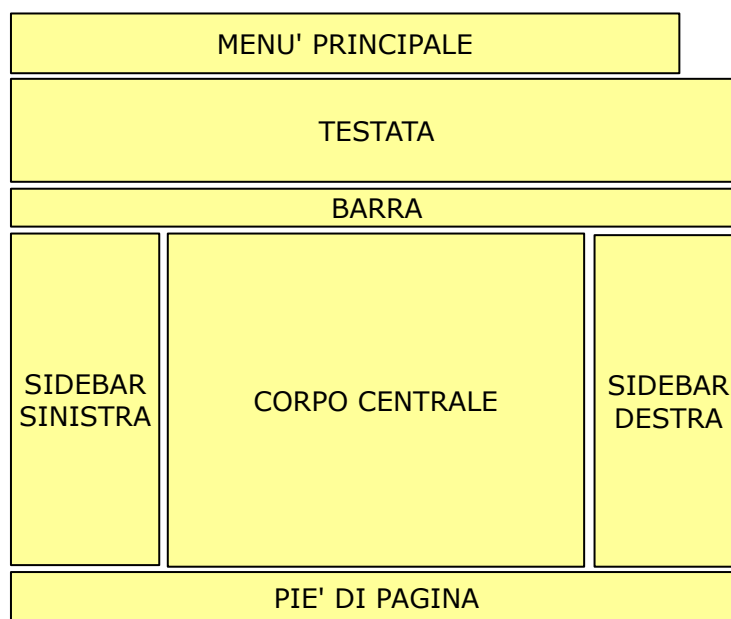 MENU' PRINCIPALE
TESTATA
BARRA
SIDEBAR
SINISTRA
CORPO CENTRALE
SIDEBAR
DESTRA
PIE' DI PAGINA